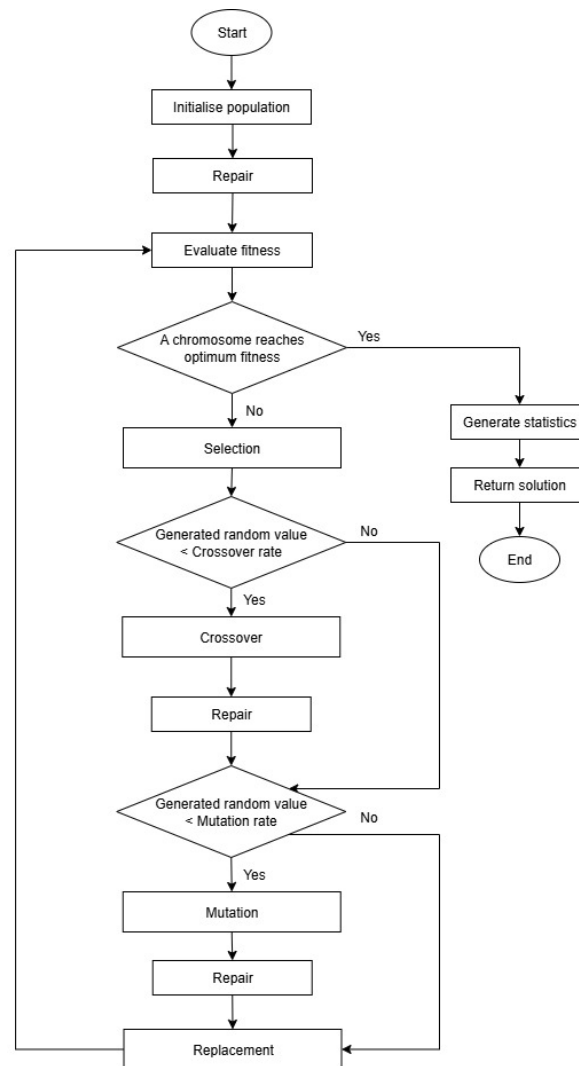 Start
Initialise population
Repair
Evaluate fitness
A chromosome reaches
optimum fitness
Yes
No
Generate statistics
Selection
Return solution
Generated random value
< Crossover rate
No
End
Yes
Crossover
Repair
Generated random value
< Mutation rate
No
Yes
Mutation
Repair
Replacement